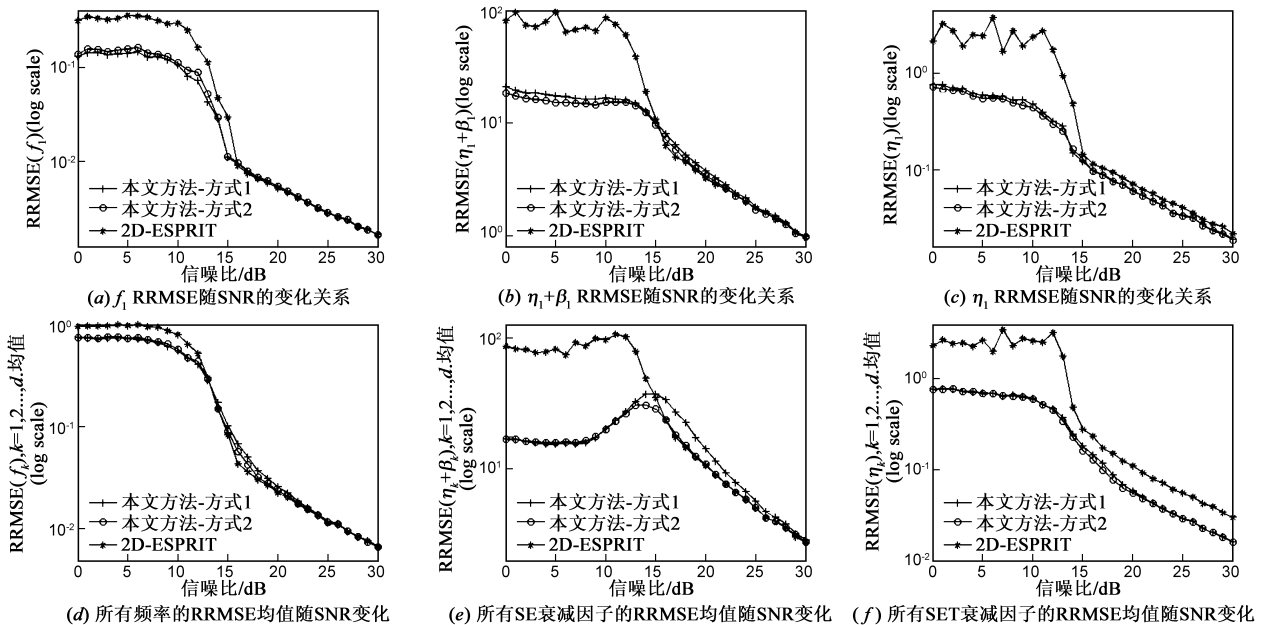 RRMSE(f₁)(log scale)
10⁻¹
10⁻²
本文方法-方式1
本文方法-方式2
2D-ESPRIT
0 5 10 15 20 25 30
信噪比/dB
(a) f₁ RRMSE随SNR的变化关系
RRMSE(η₁+β₁)(log scale)
10²
10¹
10⁰
本文方法-方式1
本文方法-方式2
2D-ESPRIT
0 5 10 15 20 25 30
信噪比/dB
(b) η₁+β₁ RRMSE随SNR的变化关系
RRMSE(η₁)(log scale)
10⁰
10⁻¹
本文方法-方式1
本文方法-方式2
2D-ESPRIT
0 5 10 15 20 25 30
信噪比/dB
(c) η₁ RRMSE随SNR的变化关系
RRMSE(fₖ),k=1,2...,d.均值
(log scale)
10⁰
10⁻¹
10⁻²
本文方法-方式1
本文方法-方式2
2D-ESPRIT
0 5 10 15 20 25 30
信噪比/dB
(d) 所有频率的RRMSE均值随SNR变化
RRMSE(ηₖ+βₖ),k=1,2...,d.均值
(log scale)
10²
10¹
本文方法-方式1
本文方法-方式2
2D-ESPRIT
0 5 10 15 20 25 30
信噪比/dB
(e) 所有SE衰减因子的RRMSE均值随SNR变化
RRMSE(ηₖ),k=1,2...,d.均值
(log scale)
10⁰
10⁻¹
10⁻²
本文方法-方式1
本文方法-方式2
2D-ESPRIT
0 5 10 15 20 25 30
信噪比/dB
(f) 所有SET衰减因子的RRMSE均值随SNR变化